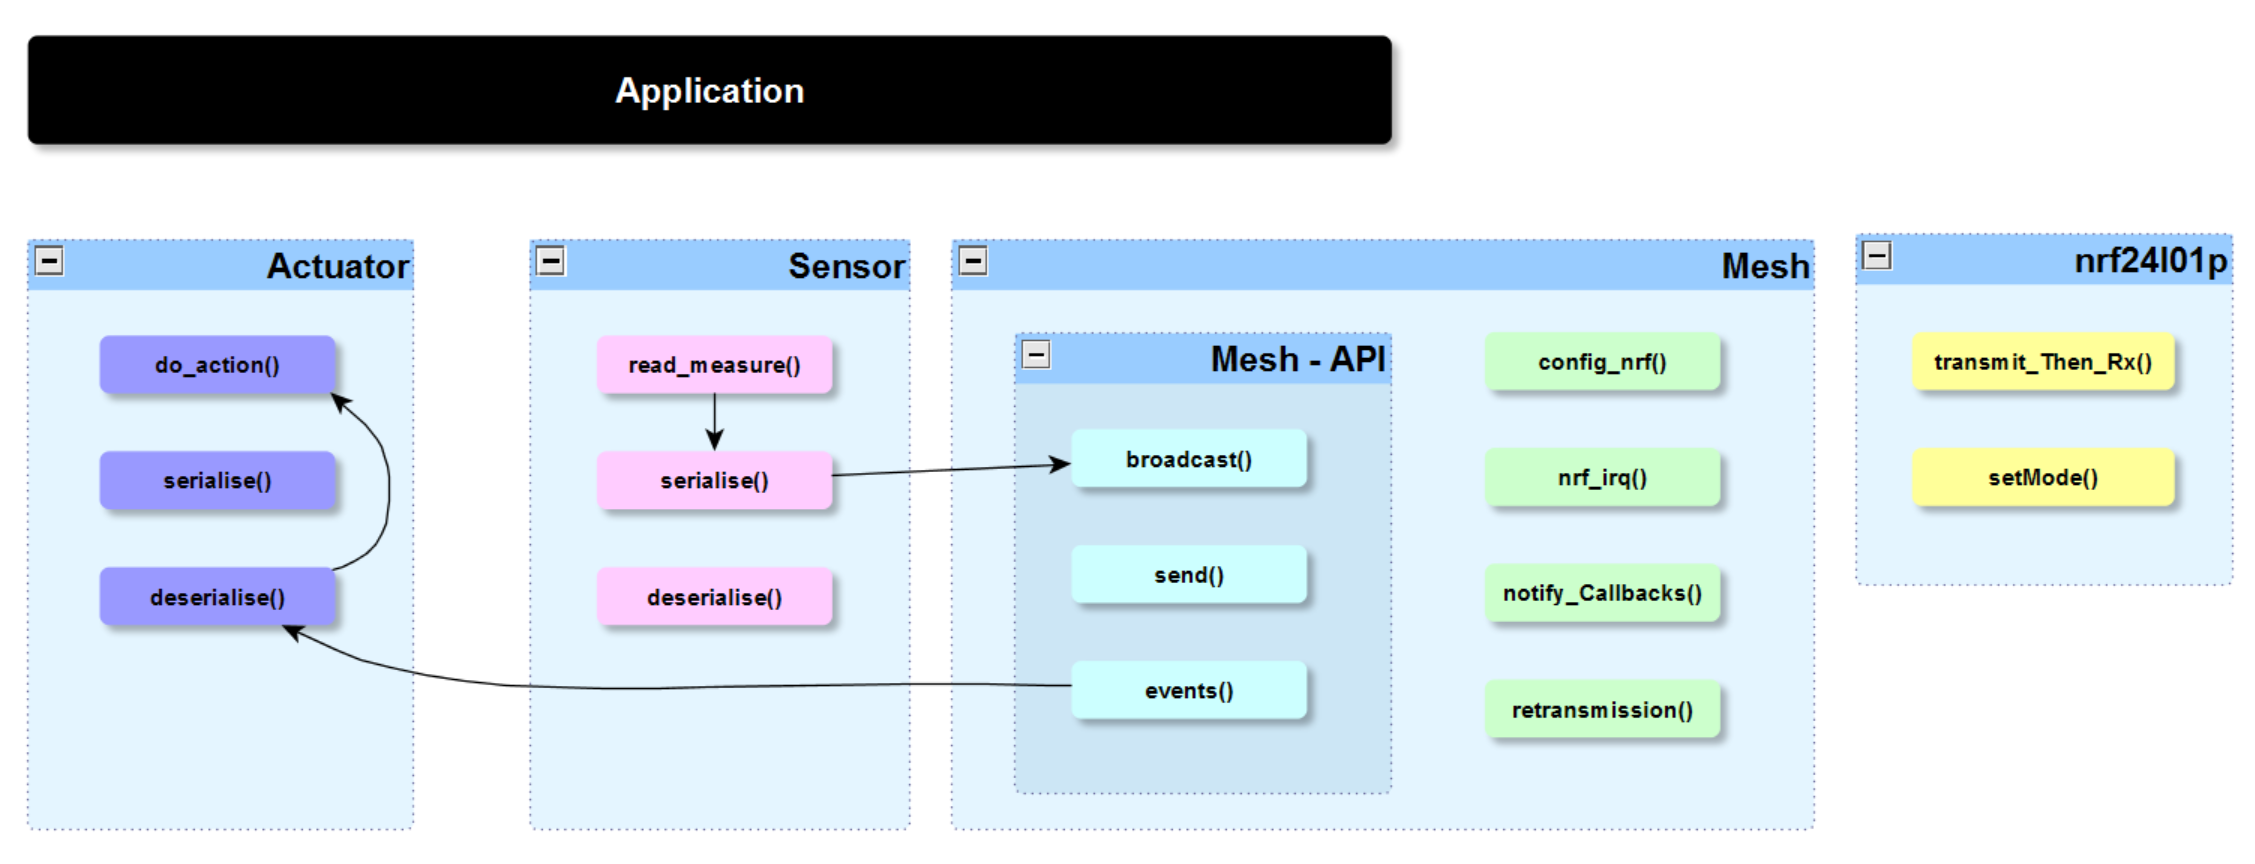 Application
Actuator
do_action()
serialise()
deserialise()
Sensor
read_measure()
serialise()
deserialise()
Mesh
Mesh - API
broadcast()
send()
events()
config_nrf()
nrf_irq()
notify_Callbacks()
retransmission()
nrf24l01p
transmit_Then_Rx()
setMode()